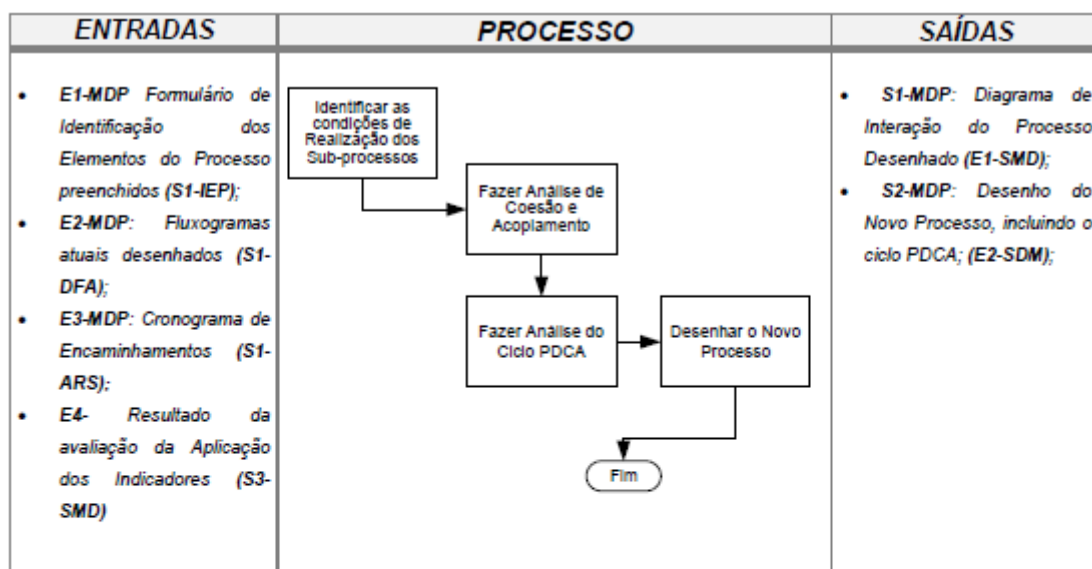 ENTRADAS
PROCESSO
SAÍDAS
• E1-MDP Formulário de
Identificação dos
Elementos do Processo
preenchidos (S1-IEP);
• E2-MDP: Fluxogramas
atuais desenhados (S1-
DFA);
• E3-MDP: Cronograma de
Encaminhamentos (S1-
ARS);
• E4- Resultado da
avaliação da Aplicação
dos Indicadores (S3-
SMD)
Identificar as
condições de
Realização dos
Sub-processos
Fazer Análise de
Coesão e
Acoplamento
Fazer Análise do
Ciclo PDCA
Desenhar o Novo
Processo
Fim
• S1-MDP: Diagrama de
Interação do Processo
Desenhado (E1-SMD);
• S2-MDP: Desenho do
Novo Processo, incluindo o
ciclo PDCA; (E2-SDM);